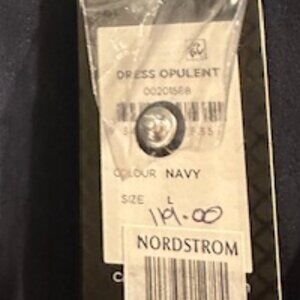 DRESS OPULENT
00201568
COLOUR NAVY
SIZE L
119.00
NORDSTROM